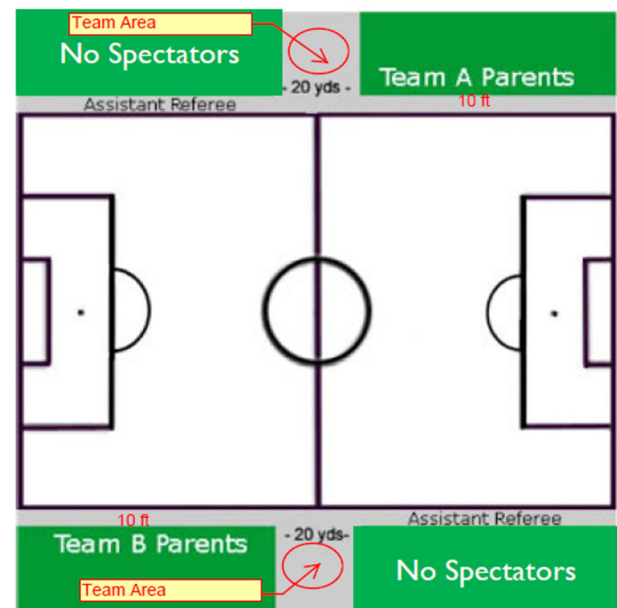 Team Area
No Spectators
- 20 yds -
Team A Parents
Assistant Referee
10 ft
10 ft
Assistant Referee
Team B Parents
- 20 yds-
Team Area
No Spectators